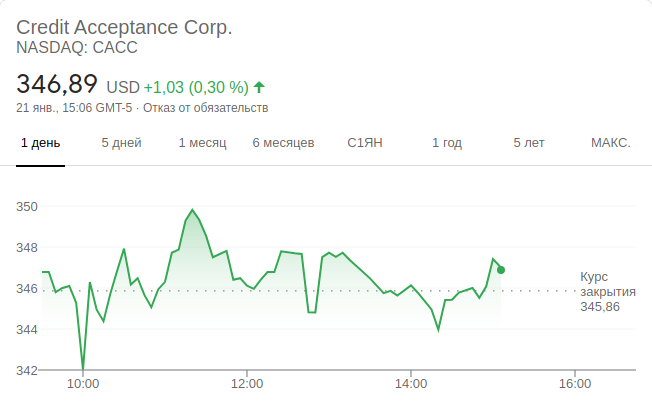 Credit Acceptance Corp.
NASDAQ: CACC
346,89 USD +1,03 (0,30 %)
21 янв., 15:06 GMT-5 · Отказ от обязательств
1 день 5 дней 1 месяц 6 месяцев С1ЯН 1 год 5 лет МАКС.
350
348
346
344
342
Курс
закрытия
345,86
10:00 12:00 14:00 16:00